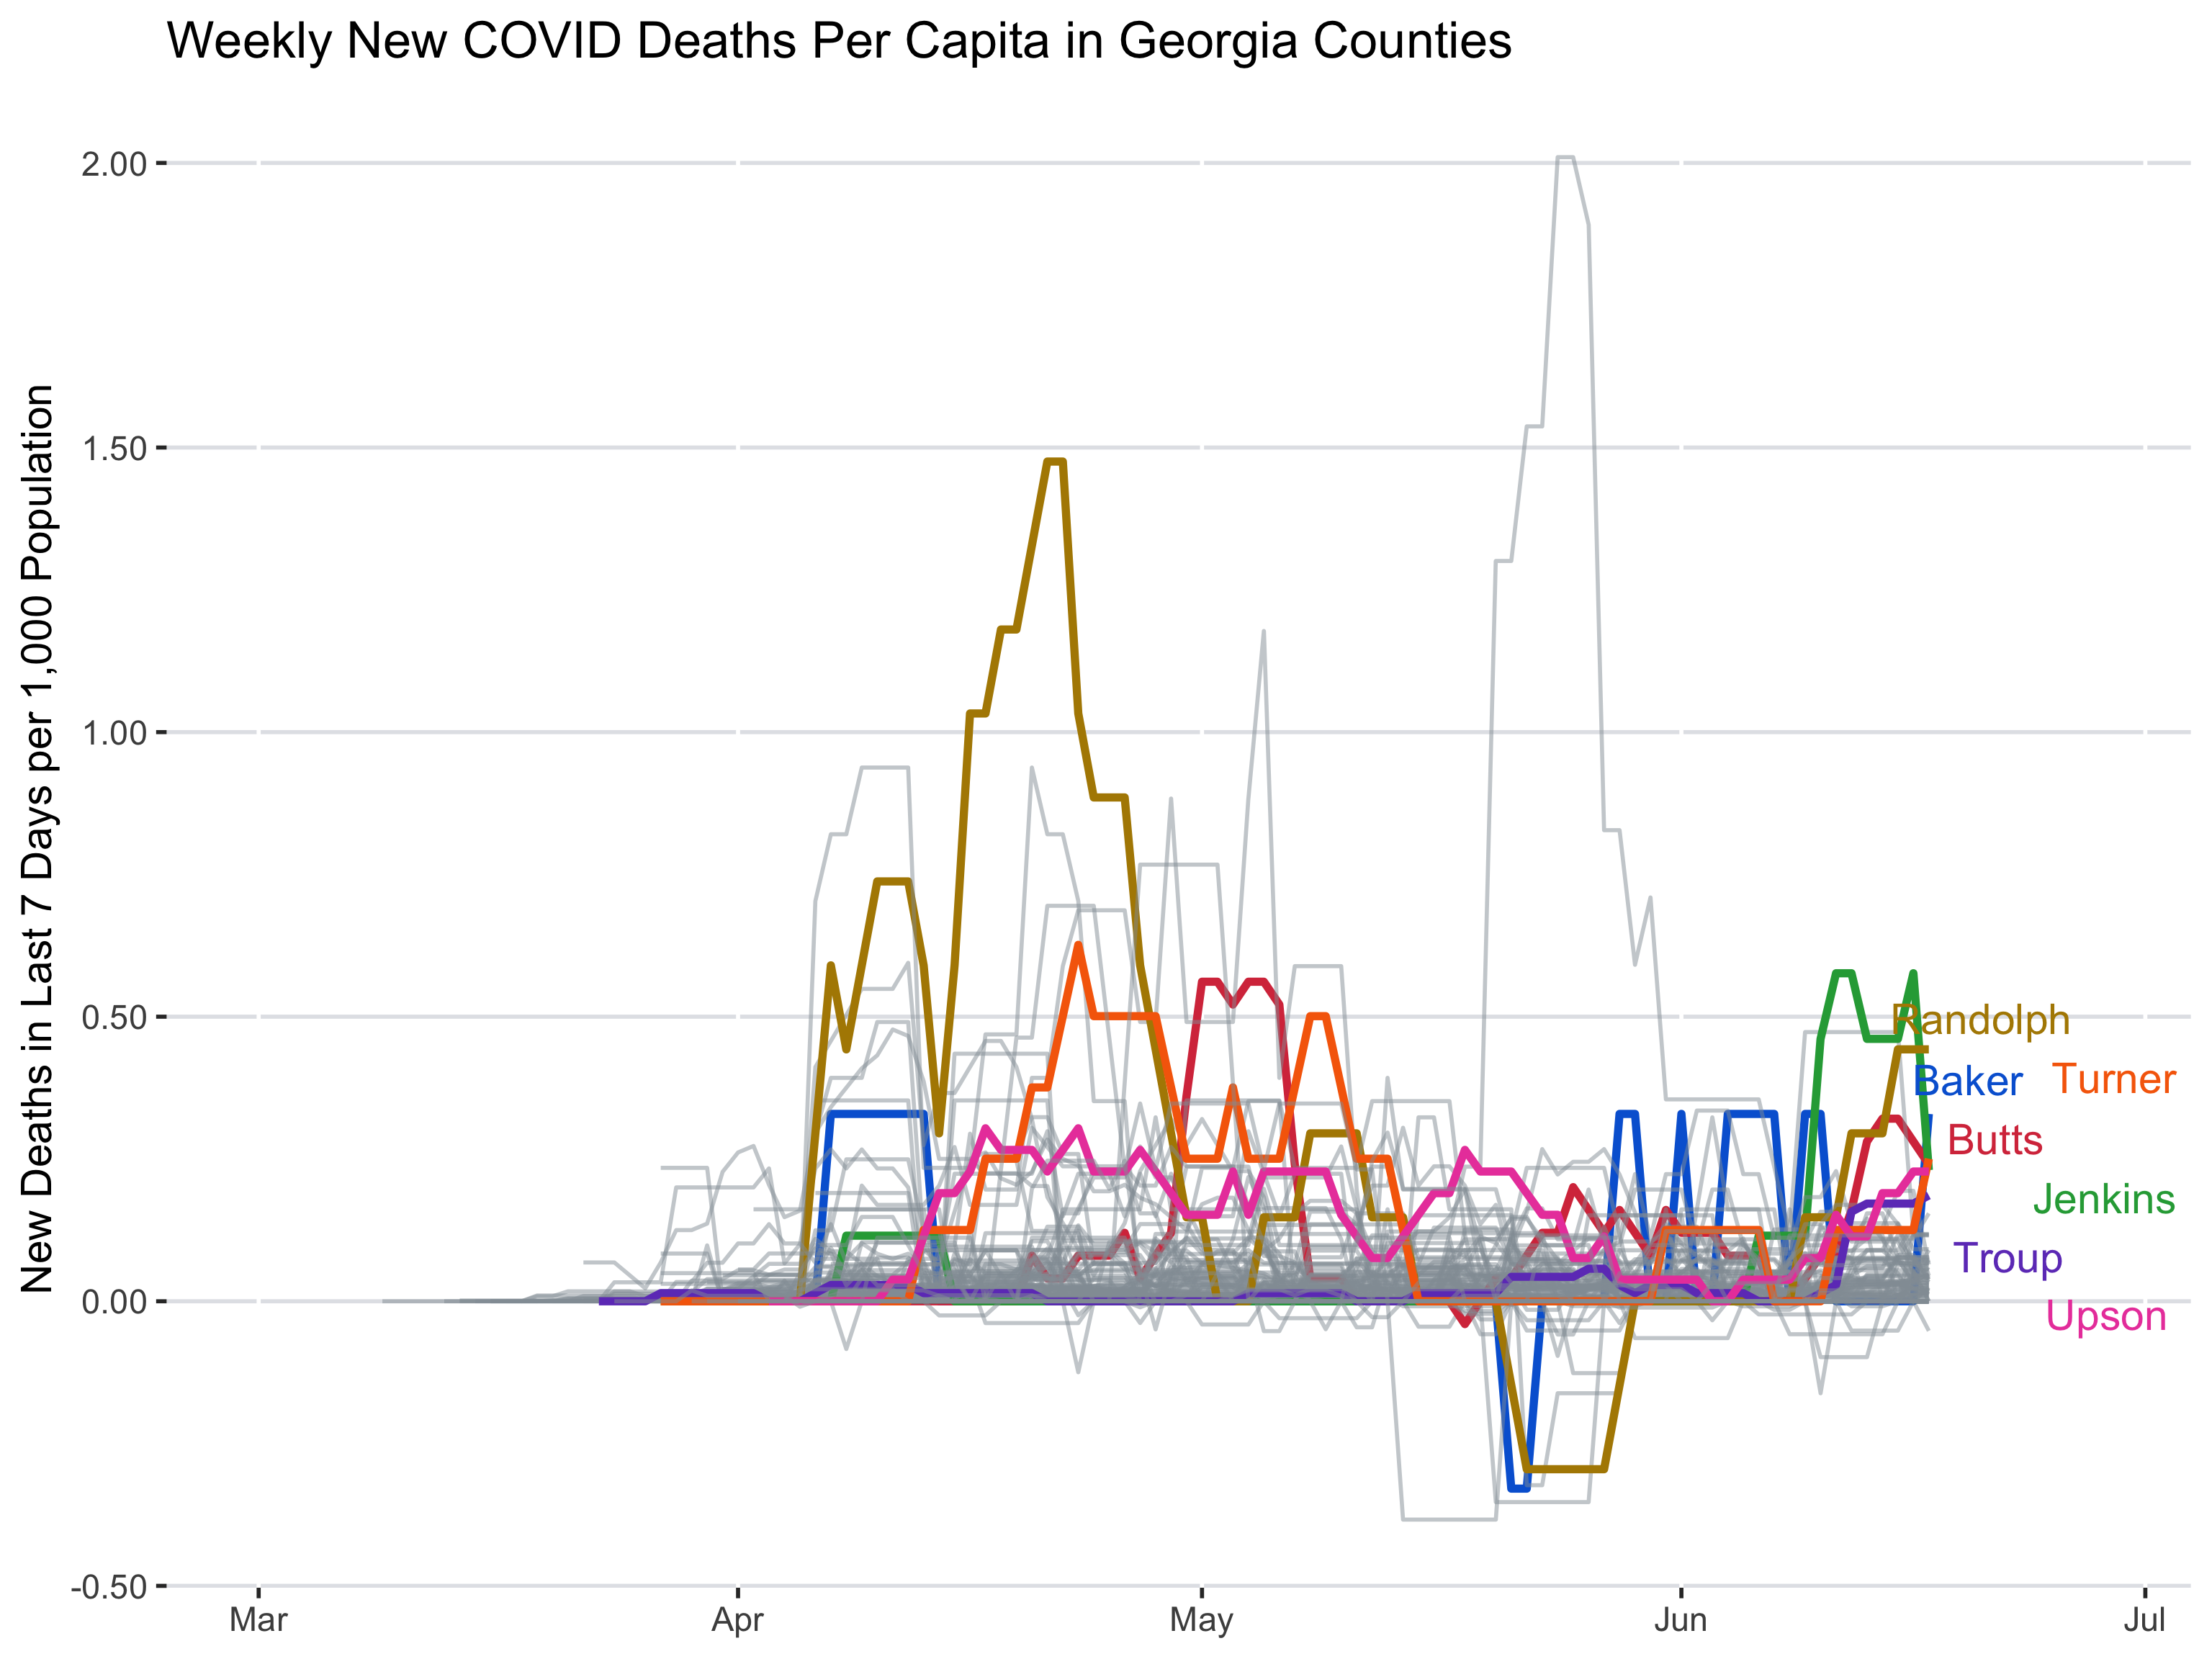 Weekly New COVID Deaths Per Capita in Georgia Counties
New Deaths in Last 7 Days per 1,000 Population
2.00
1.50
1.00
0.50
0.00
-0.50
Randolph
Baker
Turner
Butts
Jenkins
Troup
Upson
Mar
Apr
May
Jun
Jul